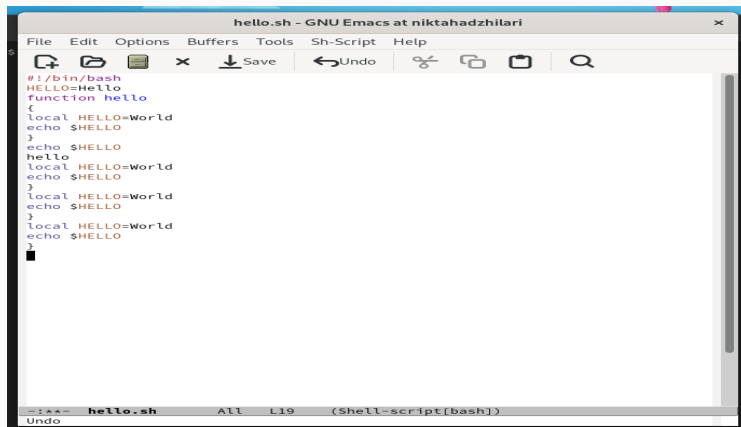 hello.sh - GNU Emacs at niktahadzhilari
File Edit Options Buffers Tools Sh-Script Help
Save Undo
#!/bin/bash
HELLO=Hello
function hello
{
local HELLO=World
echo $HELLO
}
echo $HELLO
hello
local HELLO=World
echo $HELLO
}
local HELLO=World
echo $HELLO
}
local HELLO=World
echo $HELLO
}
-:**- hello.sh All L19 (Shell-script[bash])
Undo